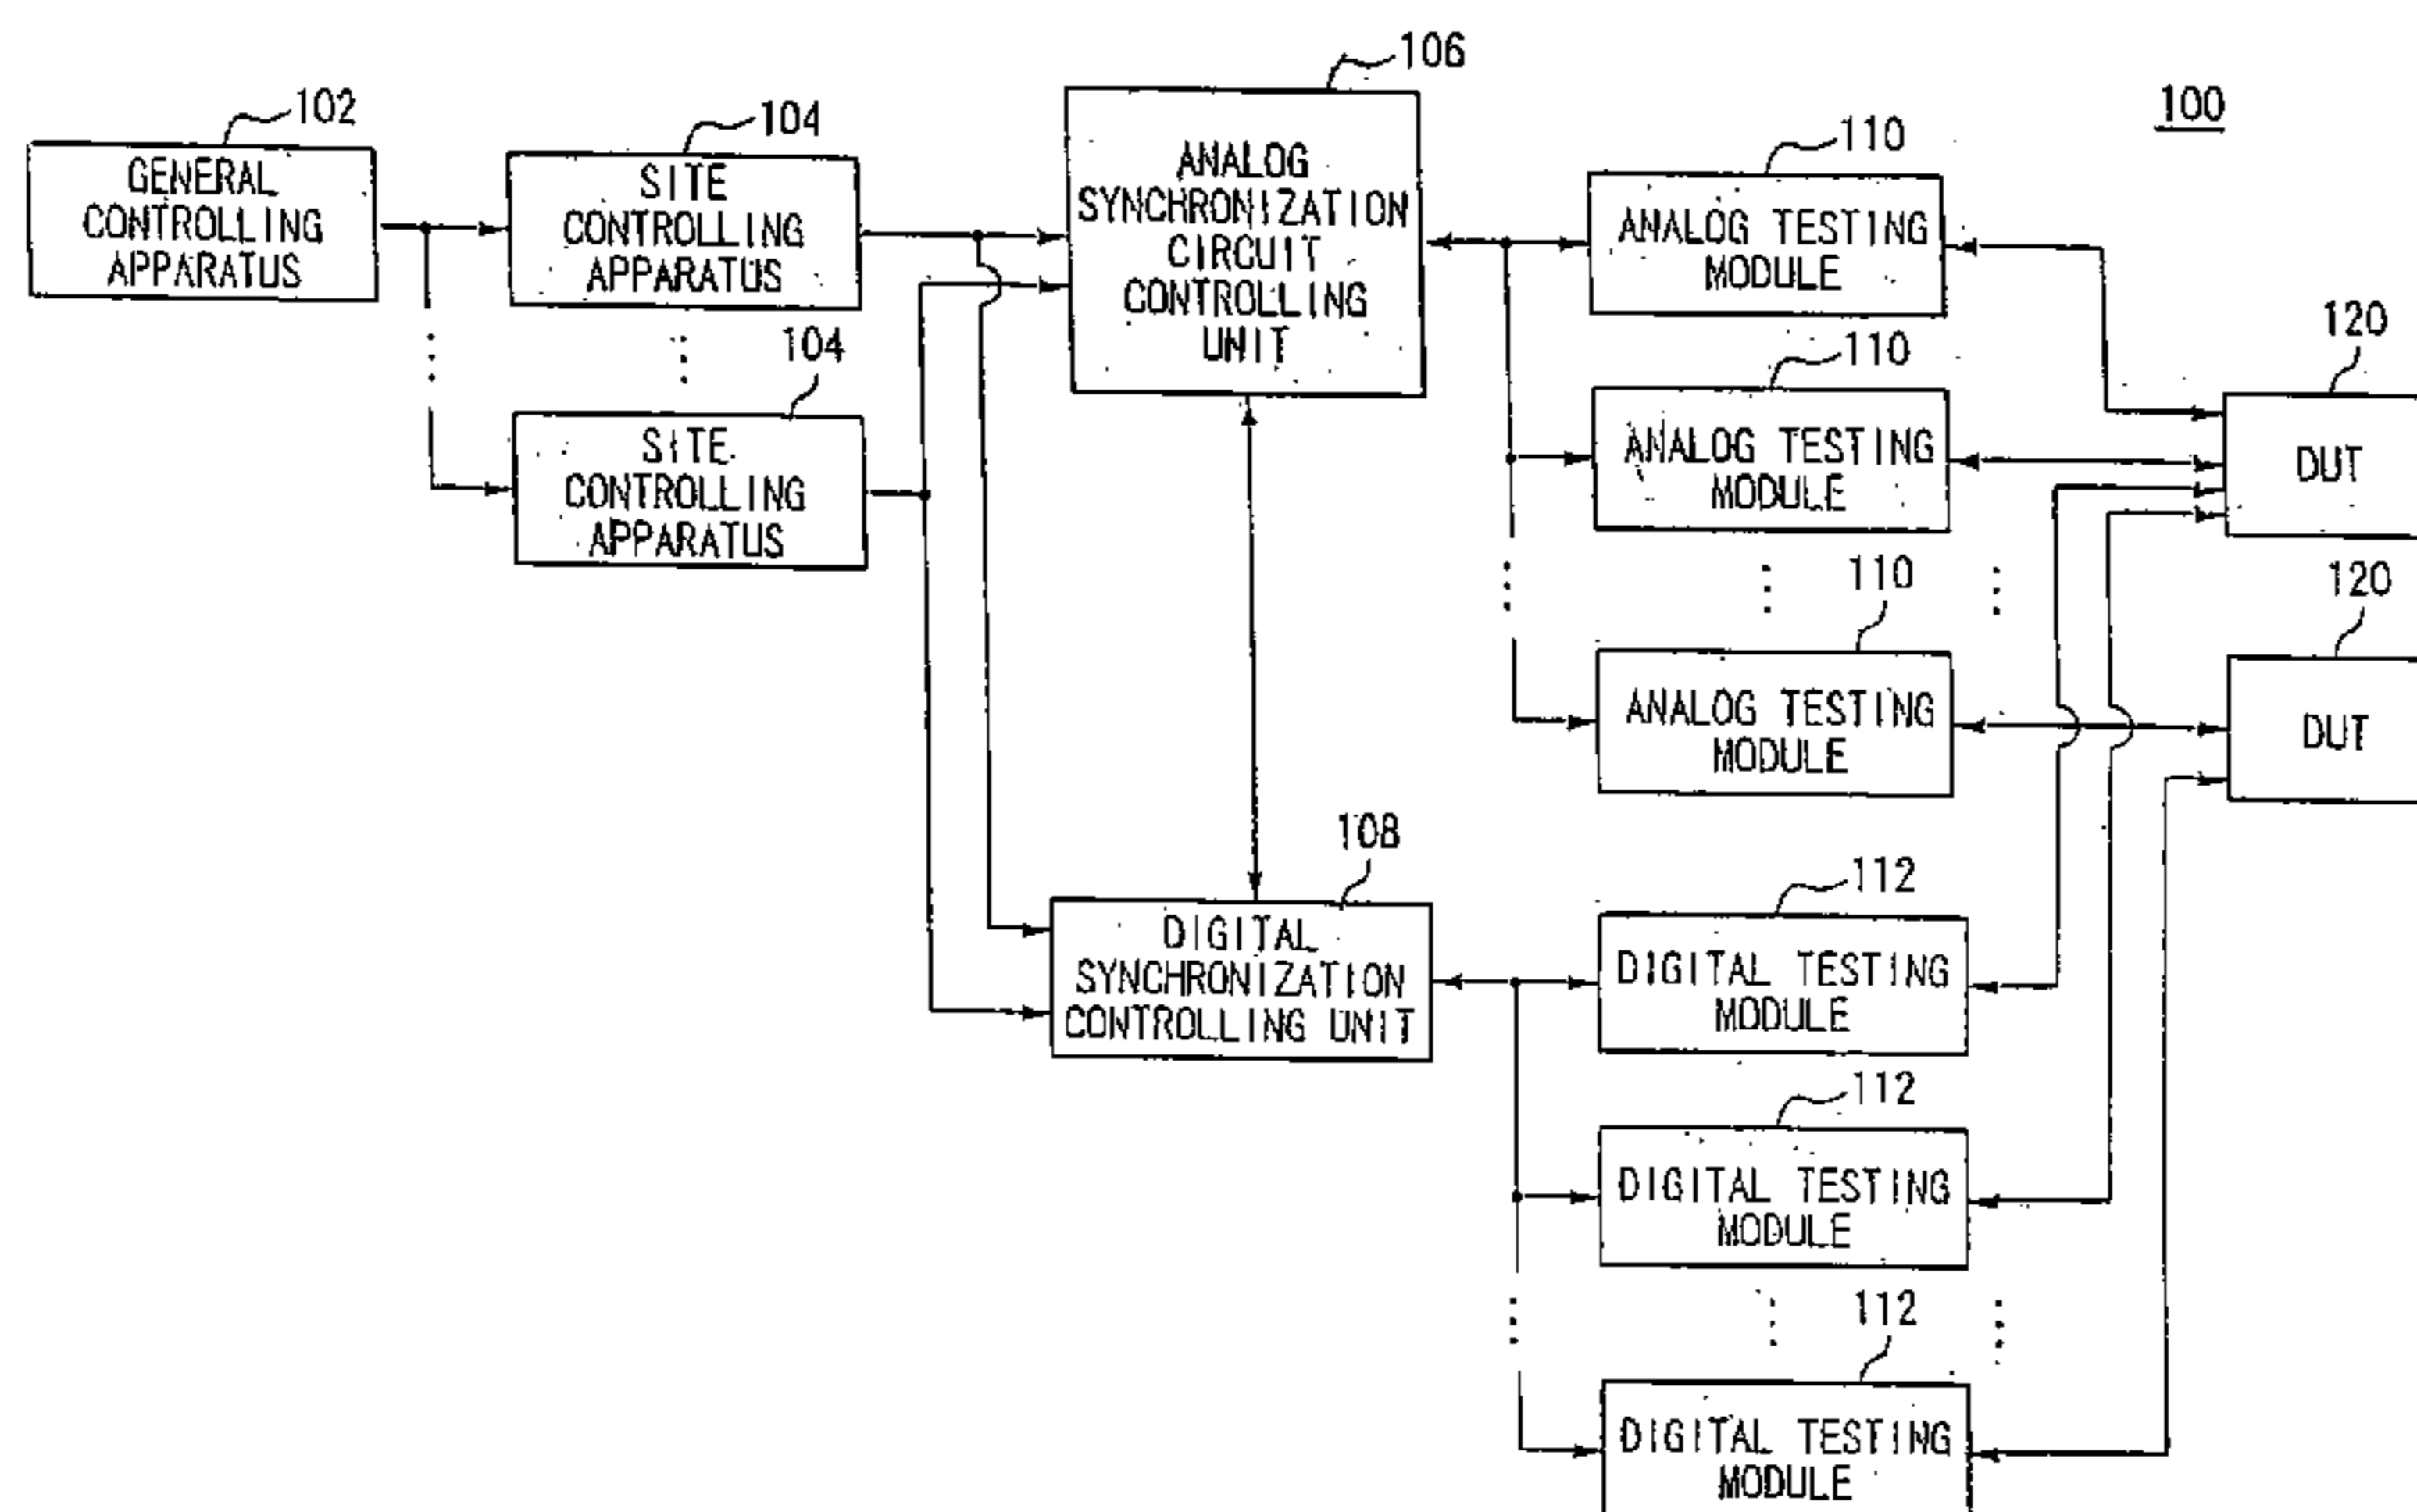 100
102
GENERAL
CONTROLLING
APPARATUS
104
SITE
CONTROLLING
APPARATUS
104
SITE
CONTROLLING
APPARATUS
106
ANALOG
SYNCHRONIZATION
CIRCUIT
CONTROLLING
UNIT
108
DIGITAL
SYNCHRONIZATION
CONTROLLING UNIT
110
ANALOG TESTING
MODULE
110
ANALOG TESTING
MODULE
110
ANALOG TESTING
MODULE
112
DIGITAL TESTING
MODULE
112
DIGITAL TESTING
MODULE
112
DIGITAL TESTING
MODULE
120
DUT
120
DUT